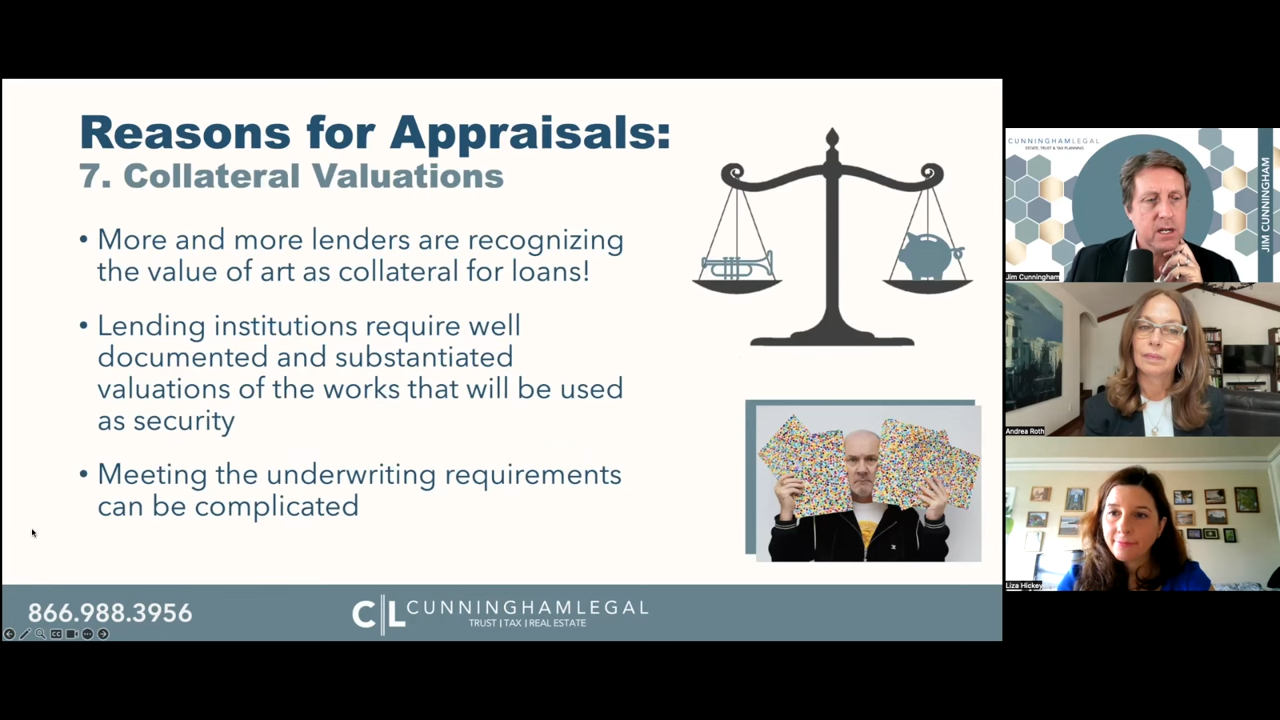 Reasons for Appraisals:
7. Collateral Valuations
• More and more lenders are recognizing
the value of art as collateral for loans!
• Lending institutions require well
documented and substantiated
valuations of the works that will be used
as security
• Meeting the underwriting requirements
can be complicated
866.988.3956
CL CUNNINGHAMLEGAL
TRUST | TAX | REAL ESTATE
CC
CUNNINGHAMLEGAL
ESTATE, TRUST & TAX PLANNING
JIM CUNNINGHAM
Jim Cunningham
Andrea Roth
Liza Hickey